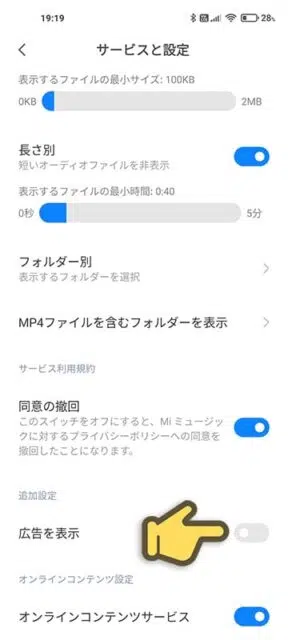 19:19
28%
サービスと設定
表示するファイルの最小サイズ: 100KB
0KB
2MB
長さ別
短いオーディオファイルを非表示
表示するファイルの最小時間: 0:40
0秒
5分
フォルダー別
表示するフォルダーを選択
MP4ファイルを含むフォルダーを表示
サービス利用規約
同意の撤回
このスイッチをオフにすると、Mi ミュージッ
クに対するプライバシーポリシーへの同意を
撤回したことになります。
追加設定
広告を表示
オンラインコンテンツ設定
オンラインコンテンツサービス